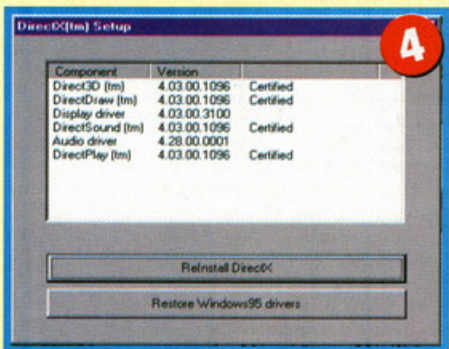 DirectX(tm) Setup
4
Component Version
Direct3D (tm) 4.03.00.1096 Certified
DirectDraw (tm) 4.03.00.1096 Certified
Display driver 4.03.00.3100
DirectSound (tm) 4.03.00.1096 Certified
Audio driver 4.28.00.0001
DirectPlay (tm) 4.03.00.1096 Certified
ReInstall DirectX
Restore Windows95 drivers